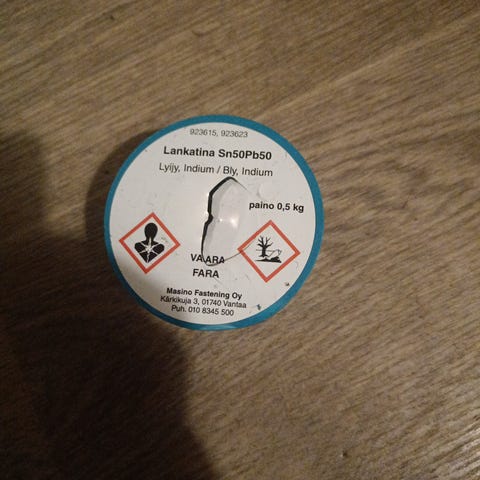 923615, 923623
Lankatina Sn50Pb50
Lyijy, Indium / Bly, Indium
paino 0,5 kg
VAARA
FARA
Masino Fastening Oy
Kärkikuja 3, 01740 Vantaa
Puh. 010 8345 500